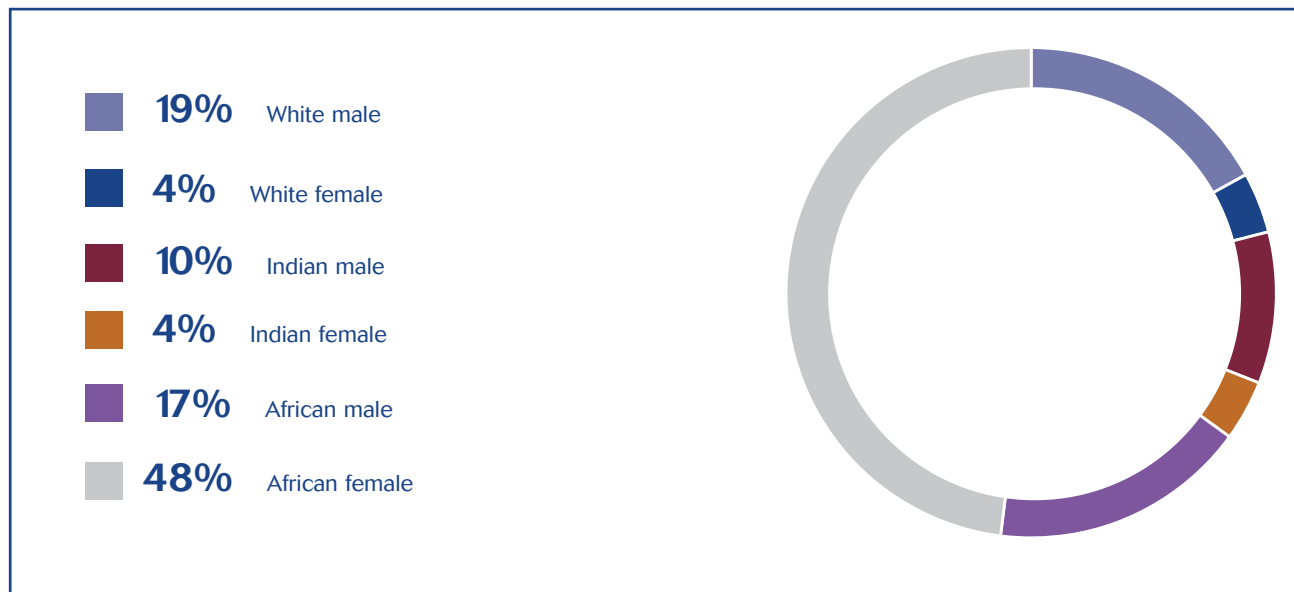 19% White male
4% White female
10% Indian male
4% Indian female
17% African male
48% African female